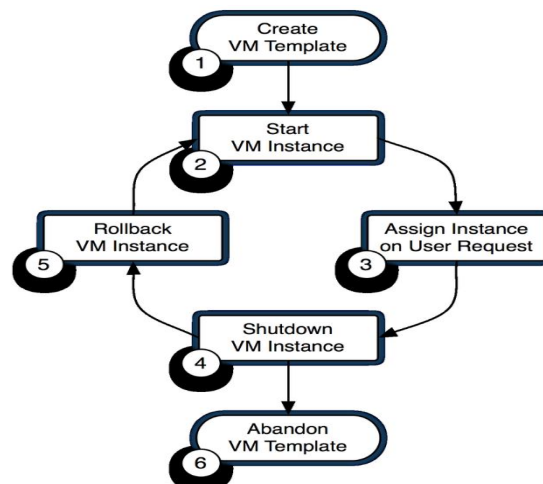 Create
VM Template
1
Start
VM Instance
2
Rollback
VM Instance
5
Assign Instance
on User Request
3
Shutdown
VM Instance
4
Abandon
VM Template
6